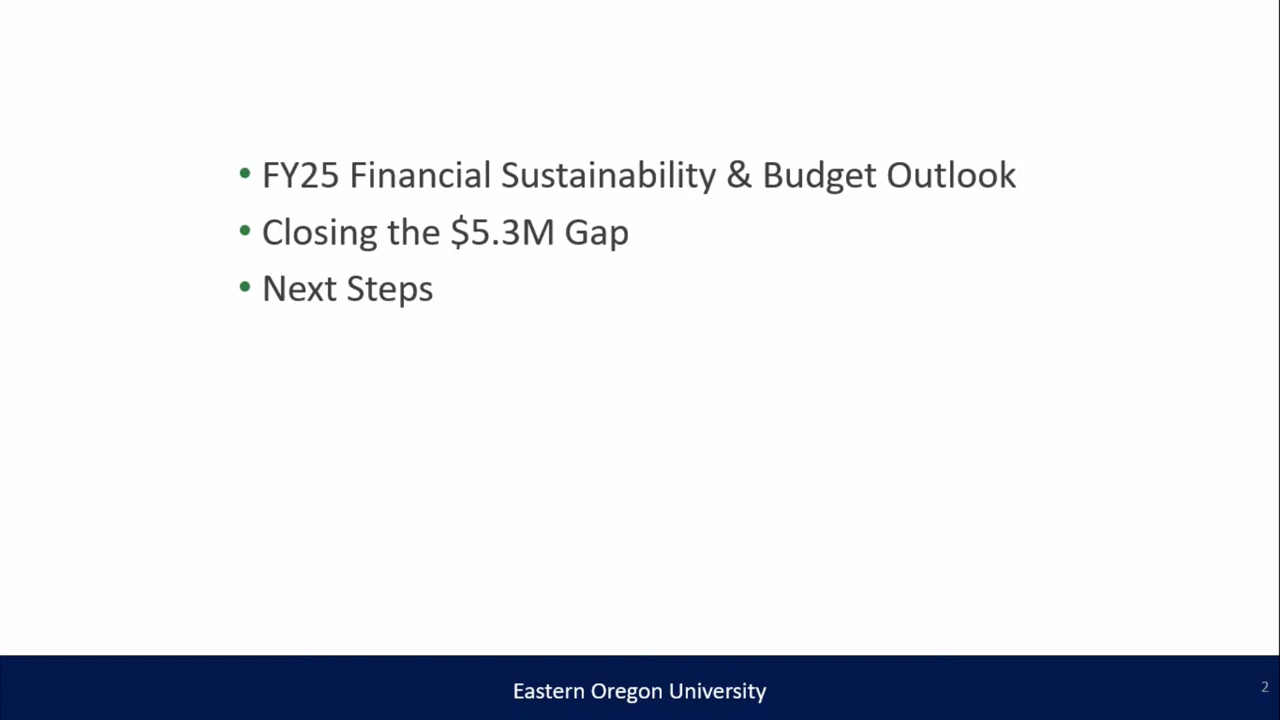 • FY25 Financial Sustainability & Budget Outlook
• Closing the $5.3M Gap
• Next Steps
Eastern Oregon University
2